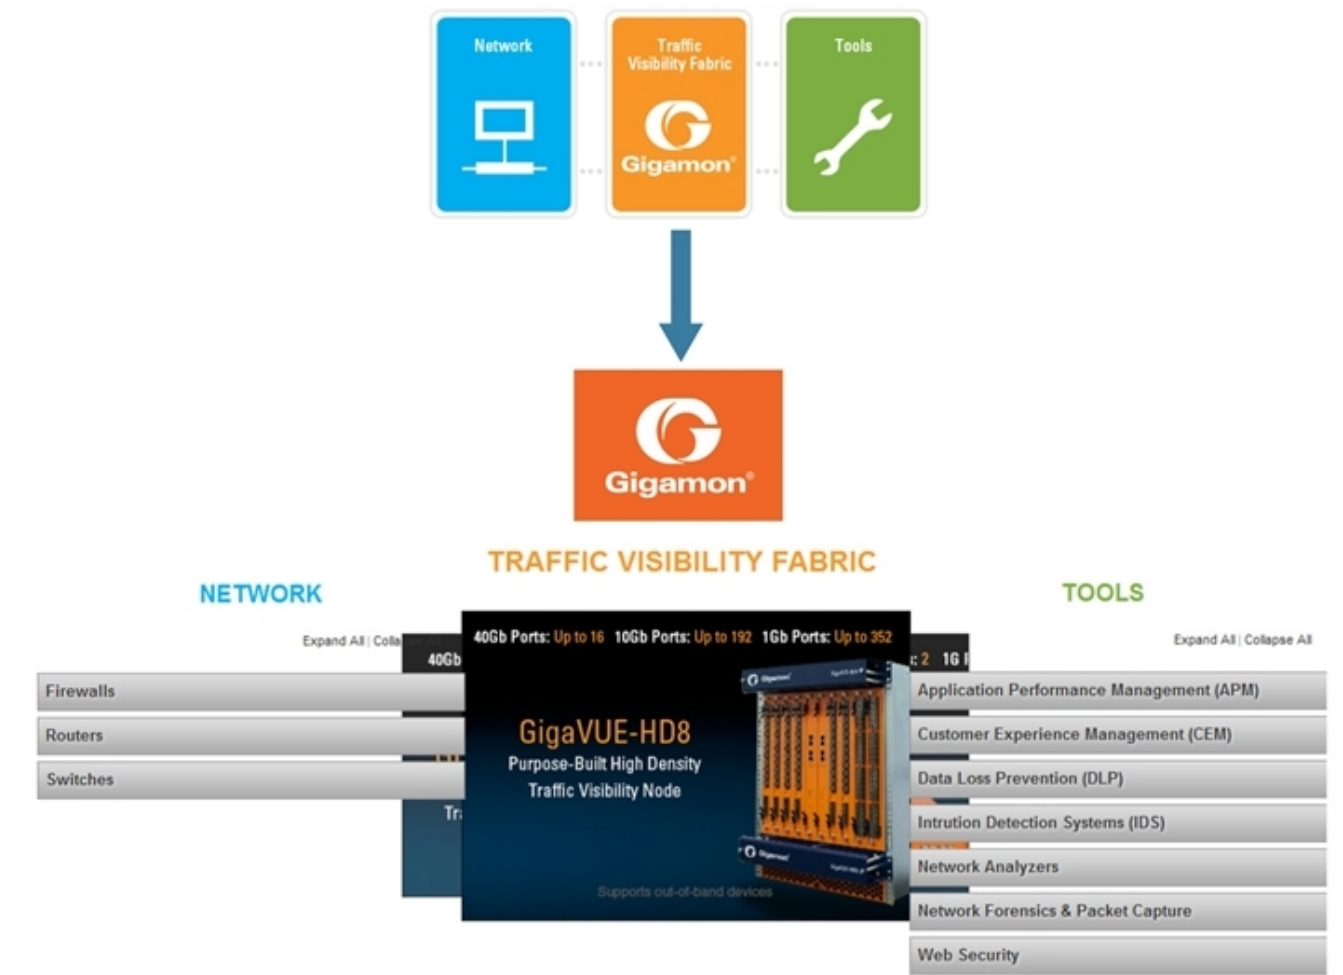 Network
Traffic
Visibility Fabric
Gigamon®
Tools
Gigamon®
TRAFFIC VISIBILITY FABRIC
NETWORK
TOOLS
Expand All |
Expand All | Collapse All
40Gb Ports: Up to 16 10Gb Ports: Up to 192 1Gb Ports: Up to 352
40Gb
: 2 1G
Firewalls
Routers
Switches
GigaVUE-HD8
Purpose-Built High Density
Traffic Visibility Node
Gigamon
Gigamon
Supports out-of-band devices
Application Performance Management (APM)
Customer Experience Management (CEM)
Data Loss Prevention (DLP)
Intrution Detection Systems (IDS)
Network Analyzers
Network Forensics & Packet Capture
Web Security